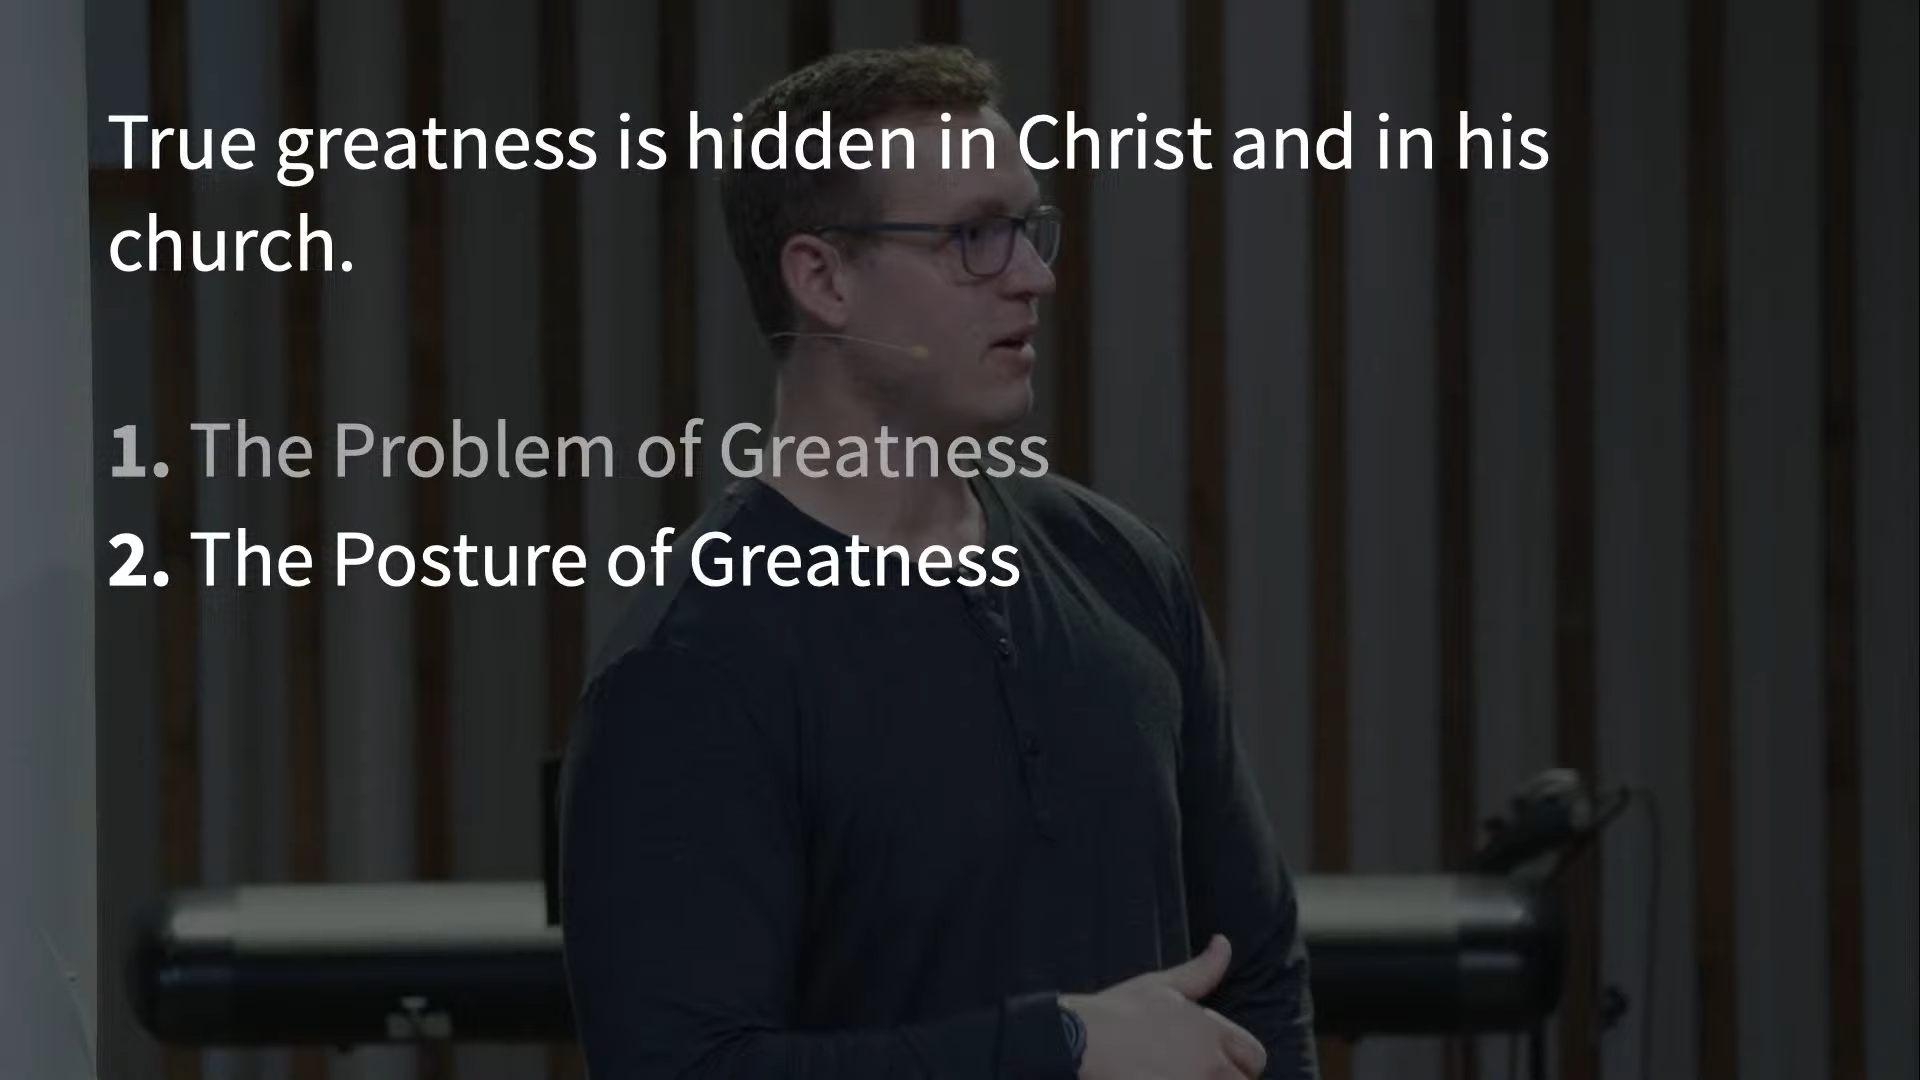 True greatness is hidden in Christ and in his
church.
1. The Problem of Greatness
2. The Posture of Greatness